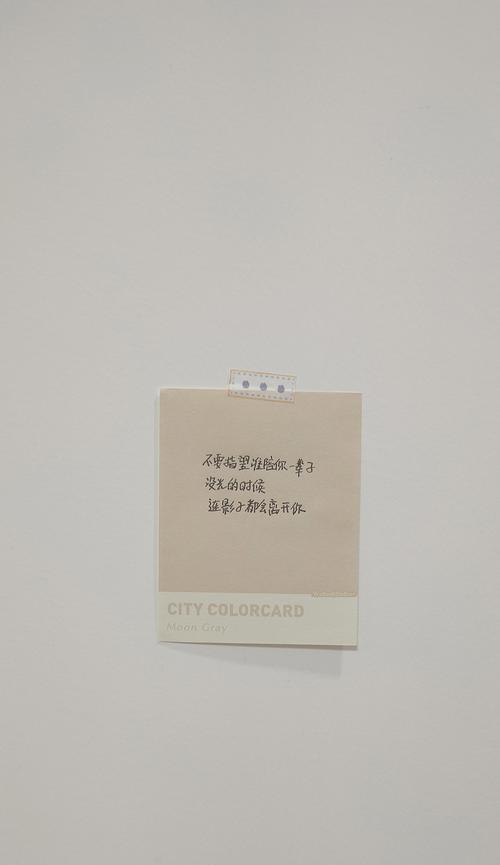 不要指望谁陪你一辈子
没光的时候
连影子都会离开你
CITY COLORCARD
Moon Gray